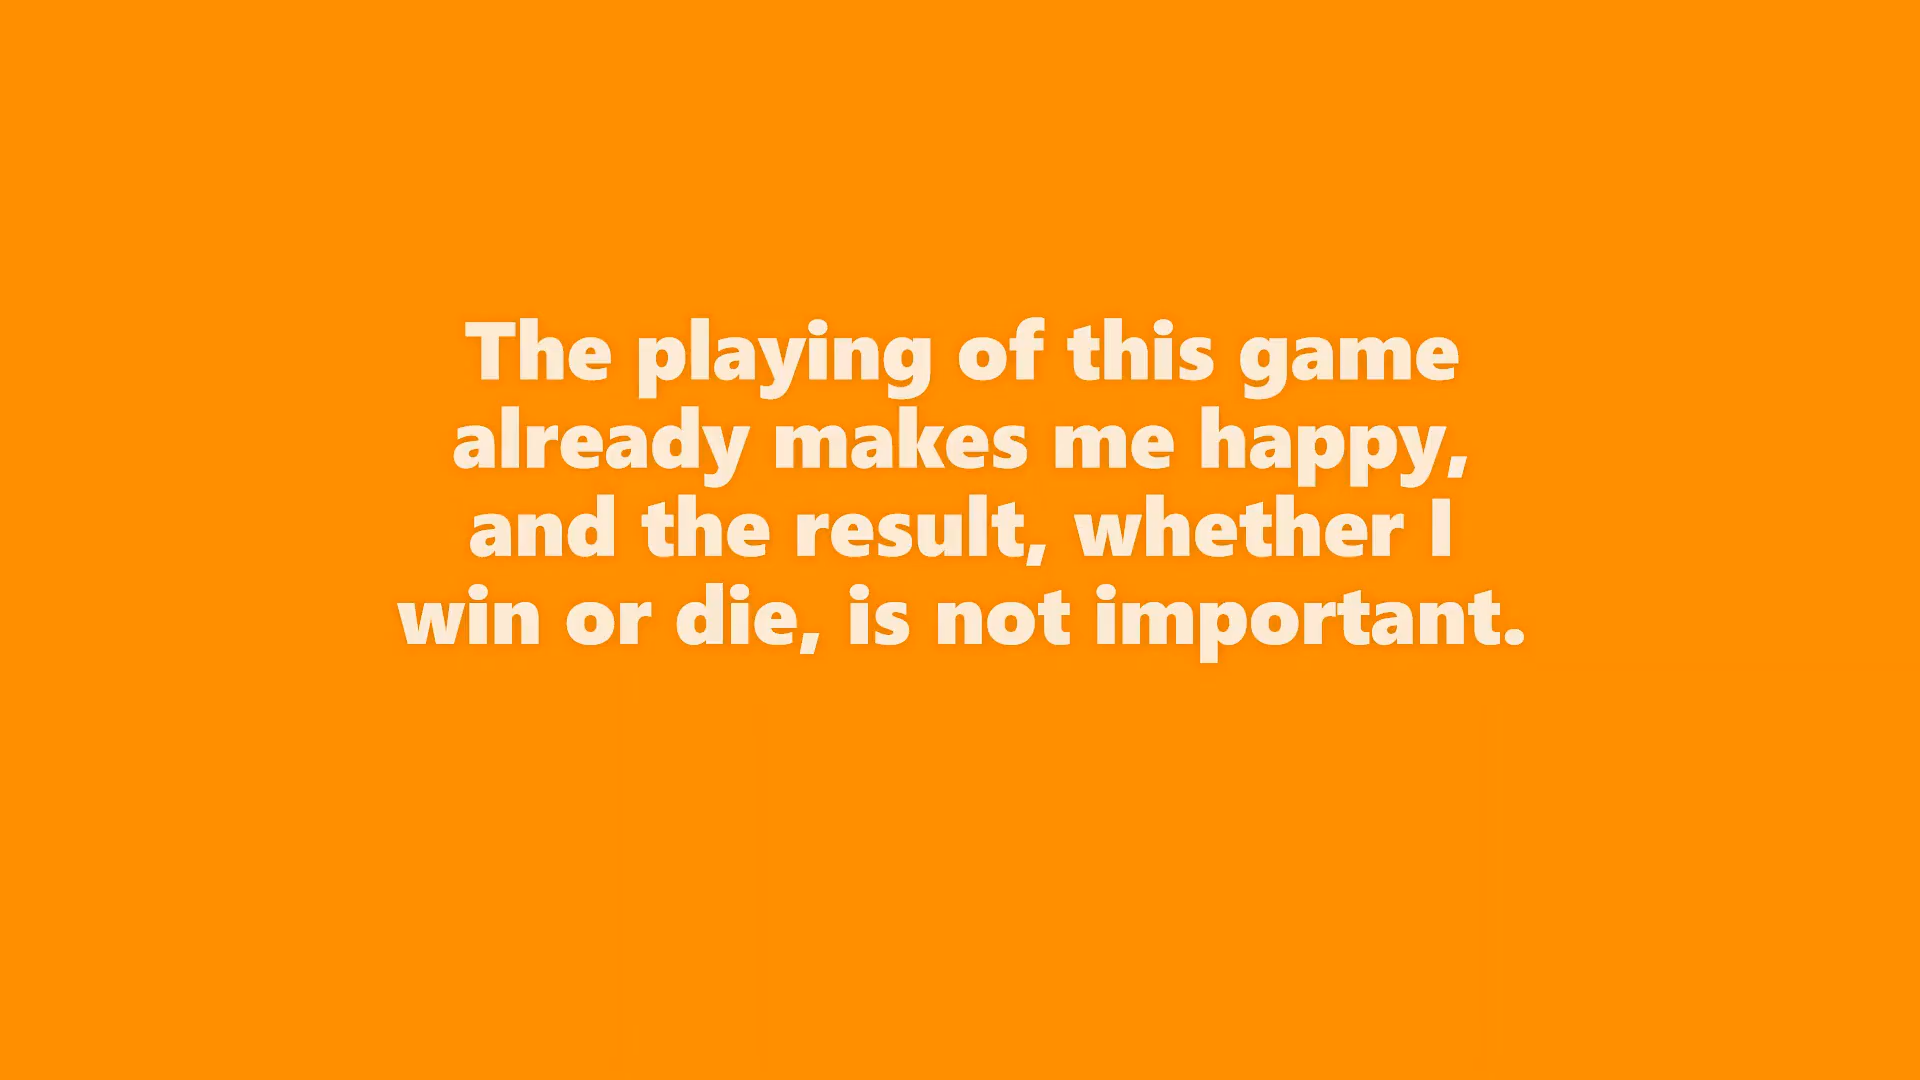 The playing of this game
already makes me happy,
and the result, whether I
win or die, is not important.